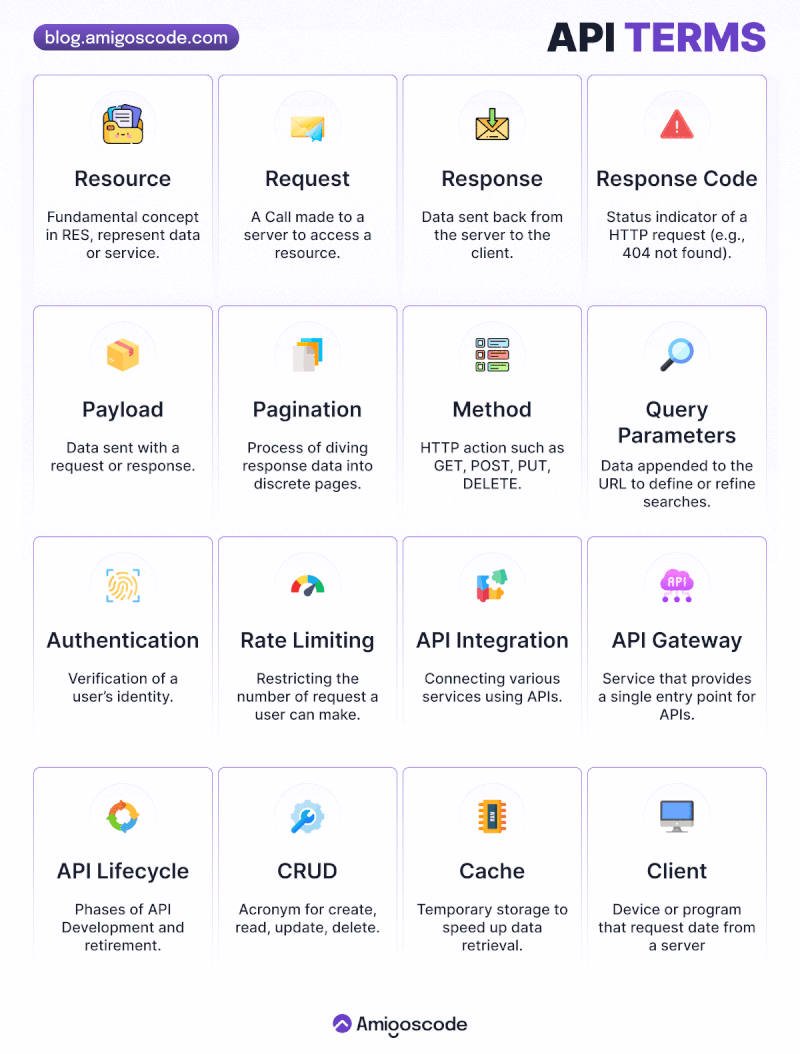 blog.amigoscode.com
API TERMS
Resource
Fundamental concept
in RES, represent data
or service.
Request
A Call made to a
server to access a
resource.
Response
Data sent back from
the server to the
client.
Response Code
Status indicator of a
HTTP request (e.g.,
404 not found).
Payload
Data sent with a
request or response.
Pagination
Process of diving
response data into
discrete pages.
Method
HTTP action such as
GET, POST, PUT,
DELETE.
Query
Parameters
Data appended to the
URL to define or refine
searches.
Authentication
Verification of a
user's identity.
Rate Limiting
Restricting the
number of request a
user can make.
API Integration
Connecting various
services using APIs.
API
API Gateway
Service that provides
a single entry point for
APIs.
API Lifecycle
Phases of API
Development and
retirement.
CRUD
Acronym for create,
read, update, delete.
Cache
Temporary storage to
speed up data
retrieval.
Client
Device or program
that request date from
a server
Amigoscode